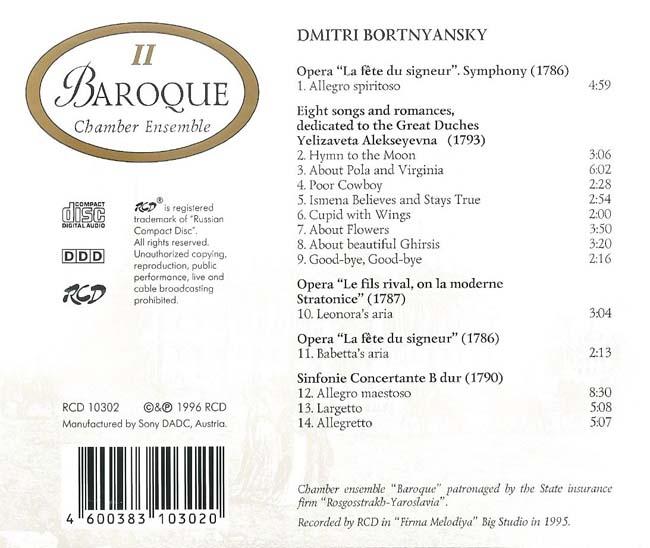 II
BAROQUE
Chamber Ensemble
COMPACT
disc
DIGITAL AUDIO
DDD
RCD
RCD® is registered
trademark of "Russian
Compact Disc".
All rights reserved.
Unauthorized copying,
reproduction, public
performance, live and
cable broadcasting
prohibited.
RCD 10302 ©&℗ 1996 RCD
Manufactured by Sony DADC, Austria.
4 600383 103020
DMITRI BORTNYANSKY
Opera "La fête du signeur". Symphony (1786)
1. Allegro spiritoso 4:59
Eight songs and romances,
dedicated to the Great Duches
Yelizaveta Alekseyevna (1793)
2. Hymn to the Moon 3:06
3. About Pola and Virginia 6:02
4. Poor Cowboy 2:28
5. Ismena Believes and Stays True 2:54
6. Cupid with Wings 2:00
7. About Flowers 3:50
8. About beautiful Ghirsis 3:20
9. Good-bye, Good-bye 2:16
Opera "Le fils rival, on la moderne
Stratonice" (1787)
10. Leonora's aria 3:04
Opera "La fête du signeur" (1786)
11. Babetta's aria 2:13
Sinfonie Concertante B dur (1790)
12. Allegro maestoso 8:30
13. Largetto 5:08
14. Allegretto 5:07
Chamber ensemble "Baroque" patronaged by the State insurance
firm "Rosgosstrakh-Yaroslavia".
Recorded by RCD in "Firma Melodiya" Big Studio in 1995.